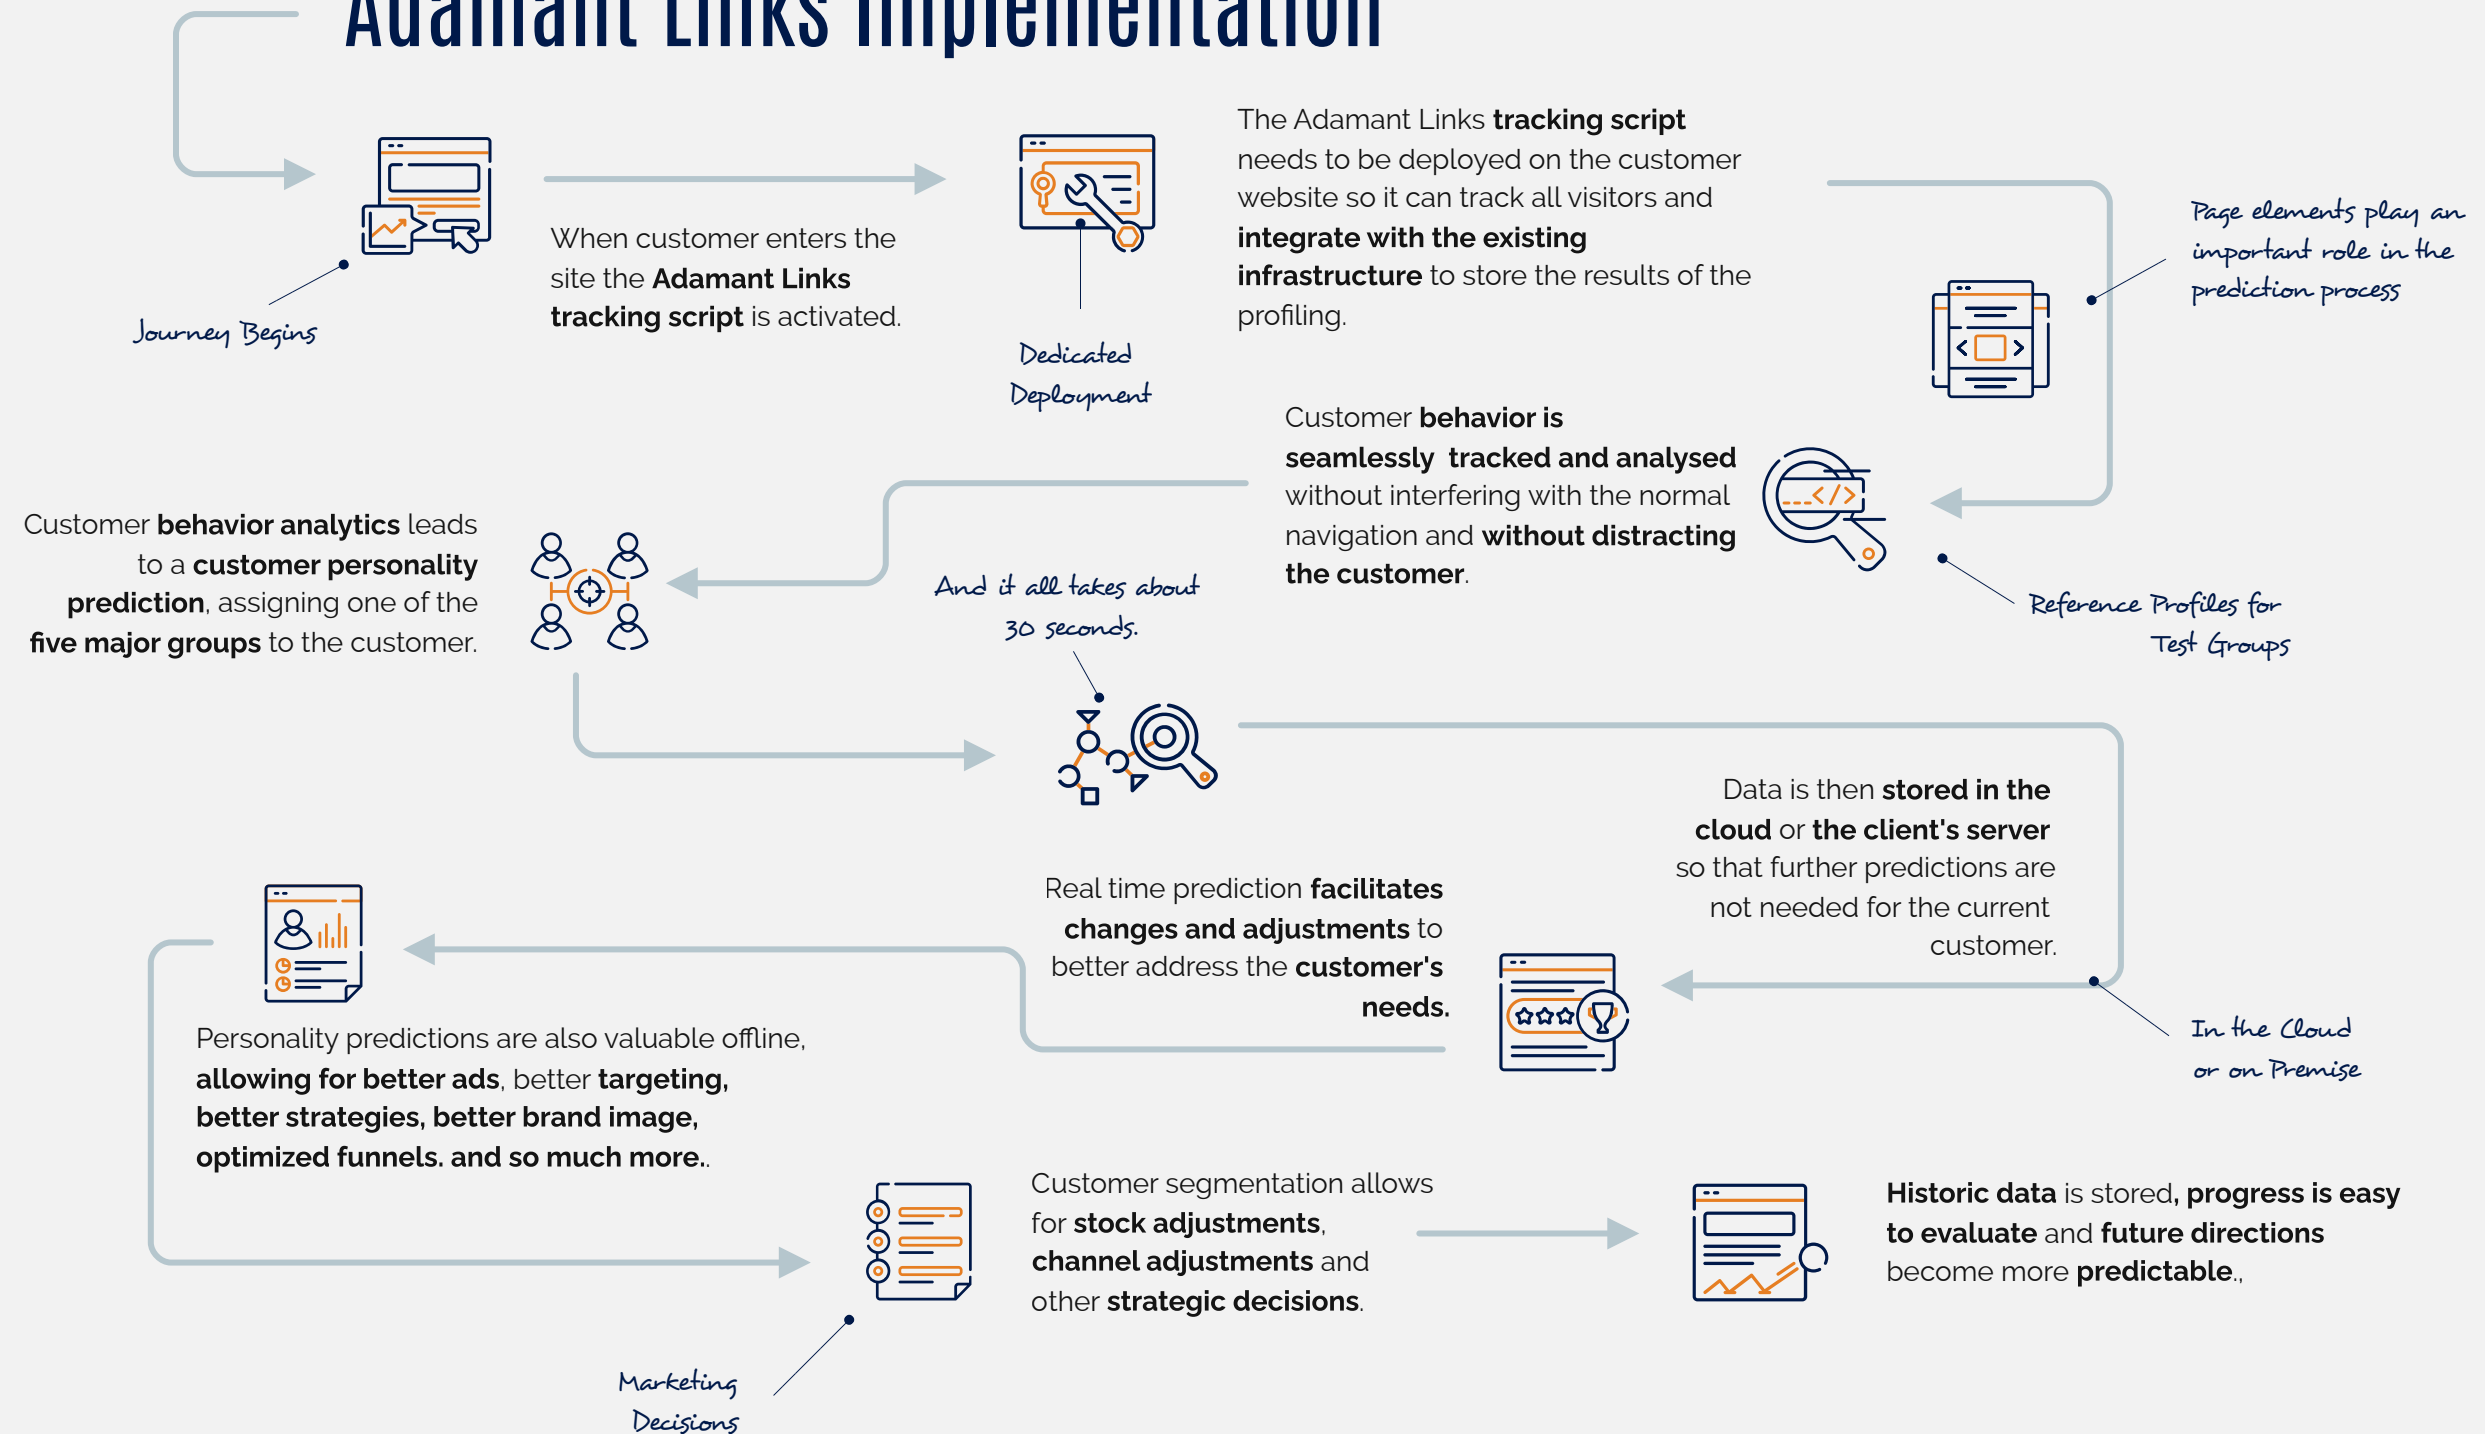 Adamant Links Implementation
When customer enters the
site the Adamant Links
tracking script is activated.
Journey Begins
The Adamant Links tracking script
needs to be deployed on the customer
website so it can track all visitors and
integrate with the existing
infrastructure to store the results of the
profiling.
Dedicated
Deployment
Page elements play an
important role in the
prediction process
Customer behavior is
seamlessly  tracked and analysed
without interfering with the normal
navigation and without distracting
the customer.
Reference Profiles for
Test Groups
Customer behavior analytics leads
to a customer personality
prediction, assigning one of the
five major groups to the customer.
And it all takes about
30 seconds.
Data is then stored in the
cloud or the client's server
so that further predictions are
not needed for the current
customer.
In the Cloud
or on Premise
Real time prediction facilitates
changes and adjustments to
better address the customer's
needs.
Personality predictions are also valuable offline,
allowing for better ads, better targeting,
better strategies, better brand image,
optimized funnels. and so much more..
Customer segmentation allows
for stock adjustments,
channel adjustments and
other strategic decisions.
Marketing
Decisions
Historic data is stored, progress is easy
to evaluate and future directions
become more predictable.,